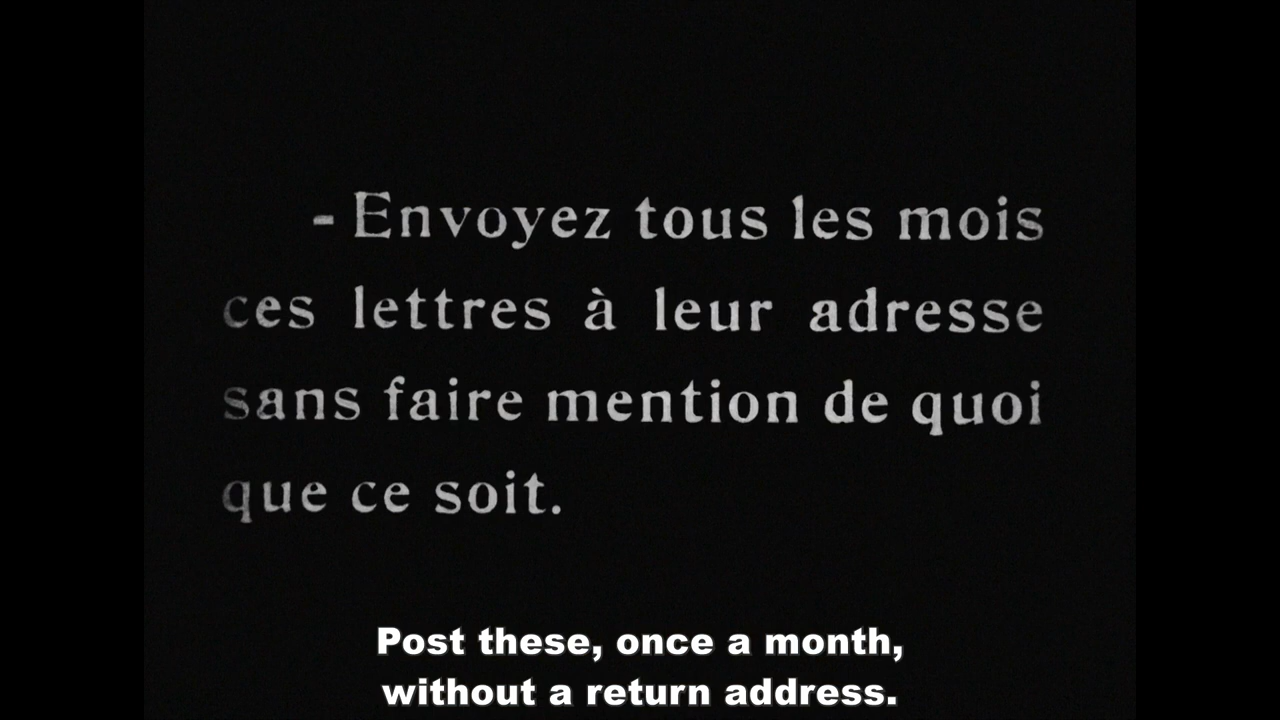 - Envoyez tous les mois
ces lettres à leur adresse
sans faire mention de quoi
que ce soit.
Post these, once a month,
without a return address.